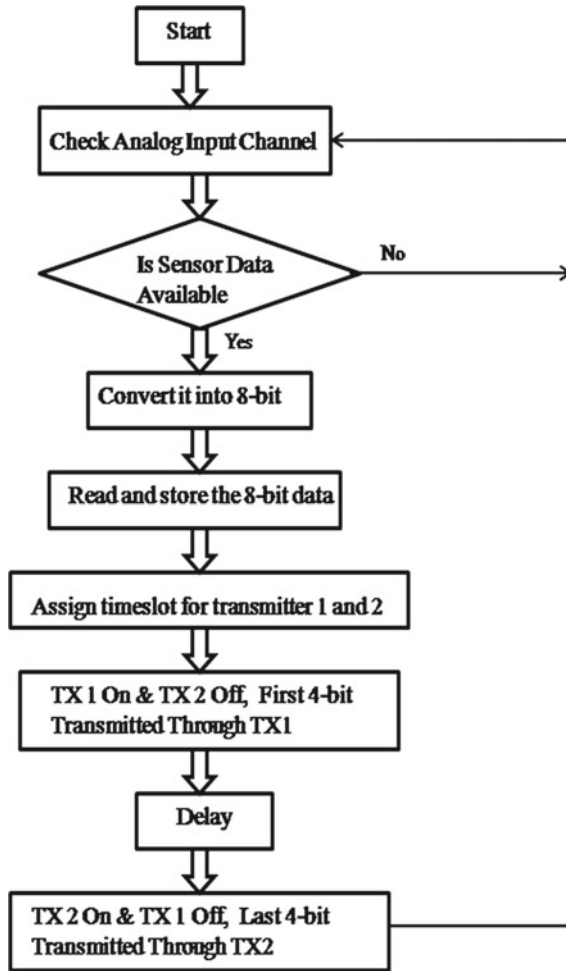 Start
Check Analog Input Channel
Is Sensor Data
Available
No
Yes
Convert it into 8-bit
Read and store the 8-bit data
Assign timeslot for transmitter 1 and 2
TX 1 On & TX 2 Off, First 4-bit
Transmitted Through TX1
Delay
TX 2 On & TX 1 Off, Last 4-bit
Transmitted Through TX2